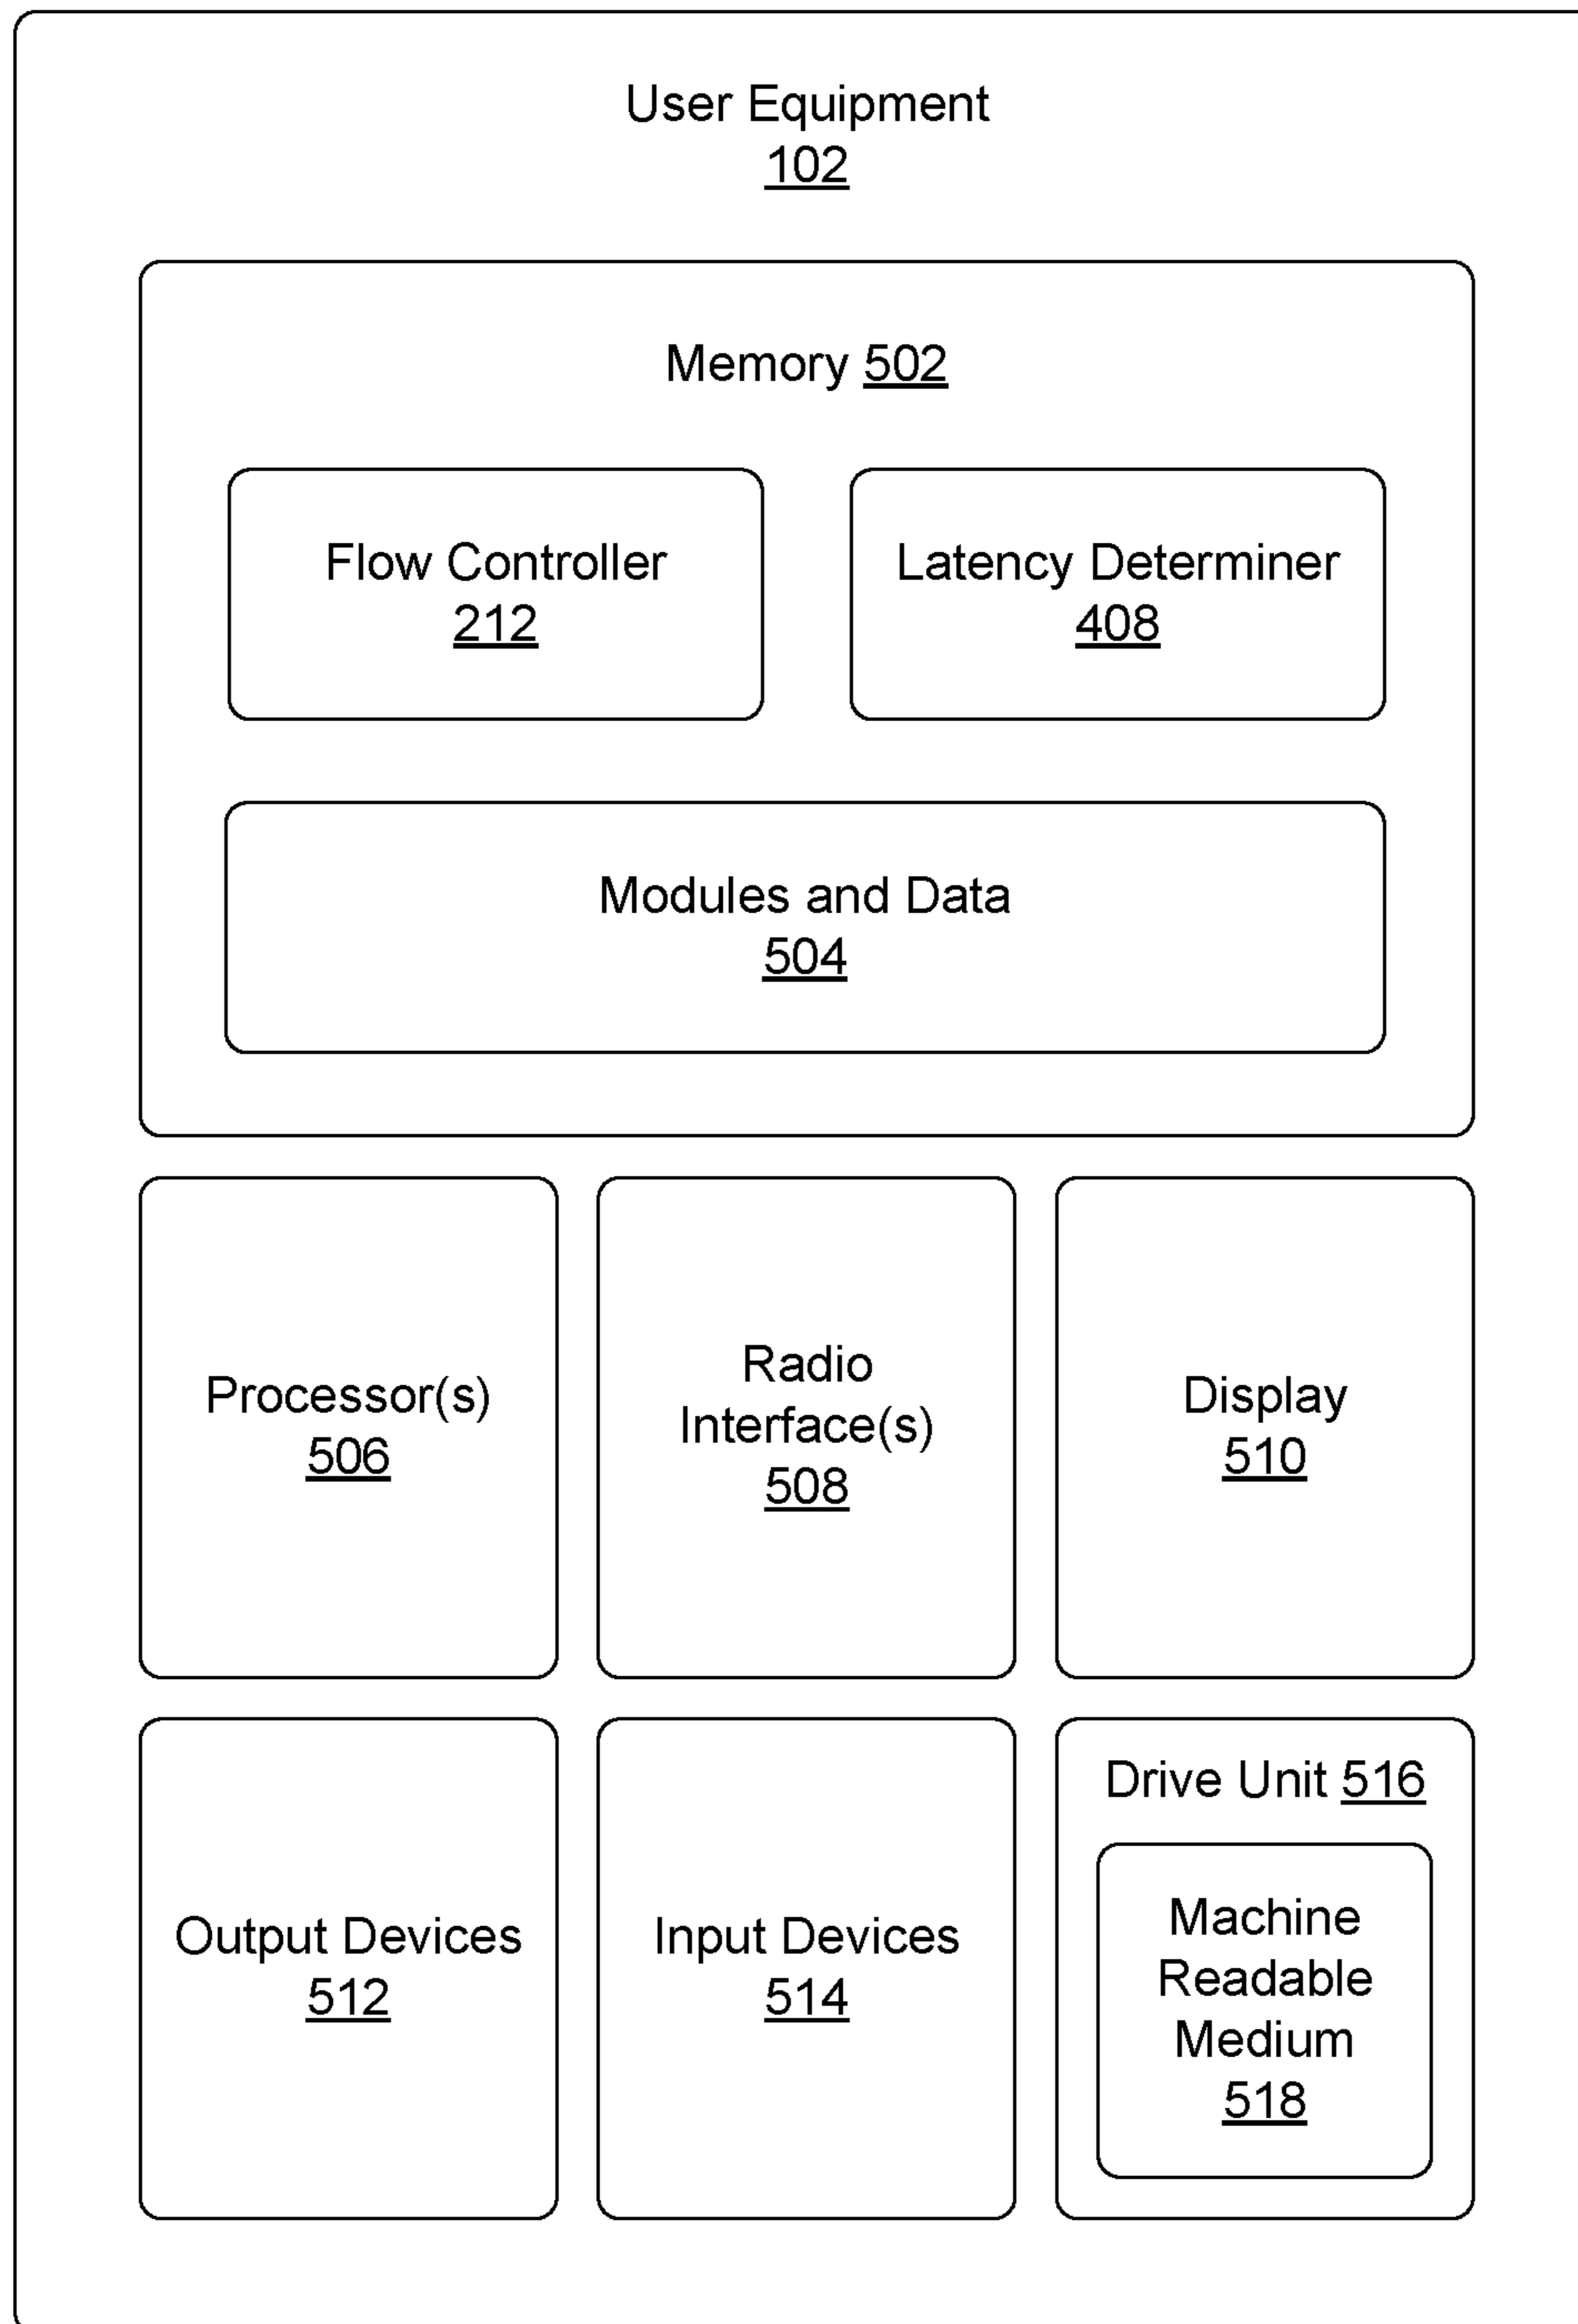 User Equipment
102
Memory 502
Flow Controller
212
Latency Determiner
408
Modules and Data
504
Processor(s)
506
Radio
Interface(s)
508
Display
510
Output Devices
512
Input Devices
514
Drive Unit 516
Machine
Readable
Medium
518